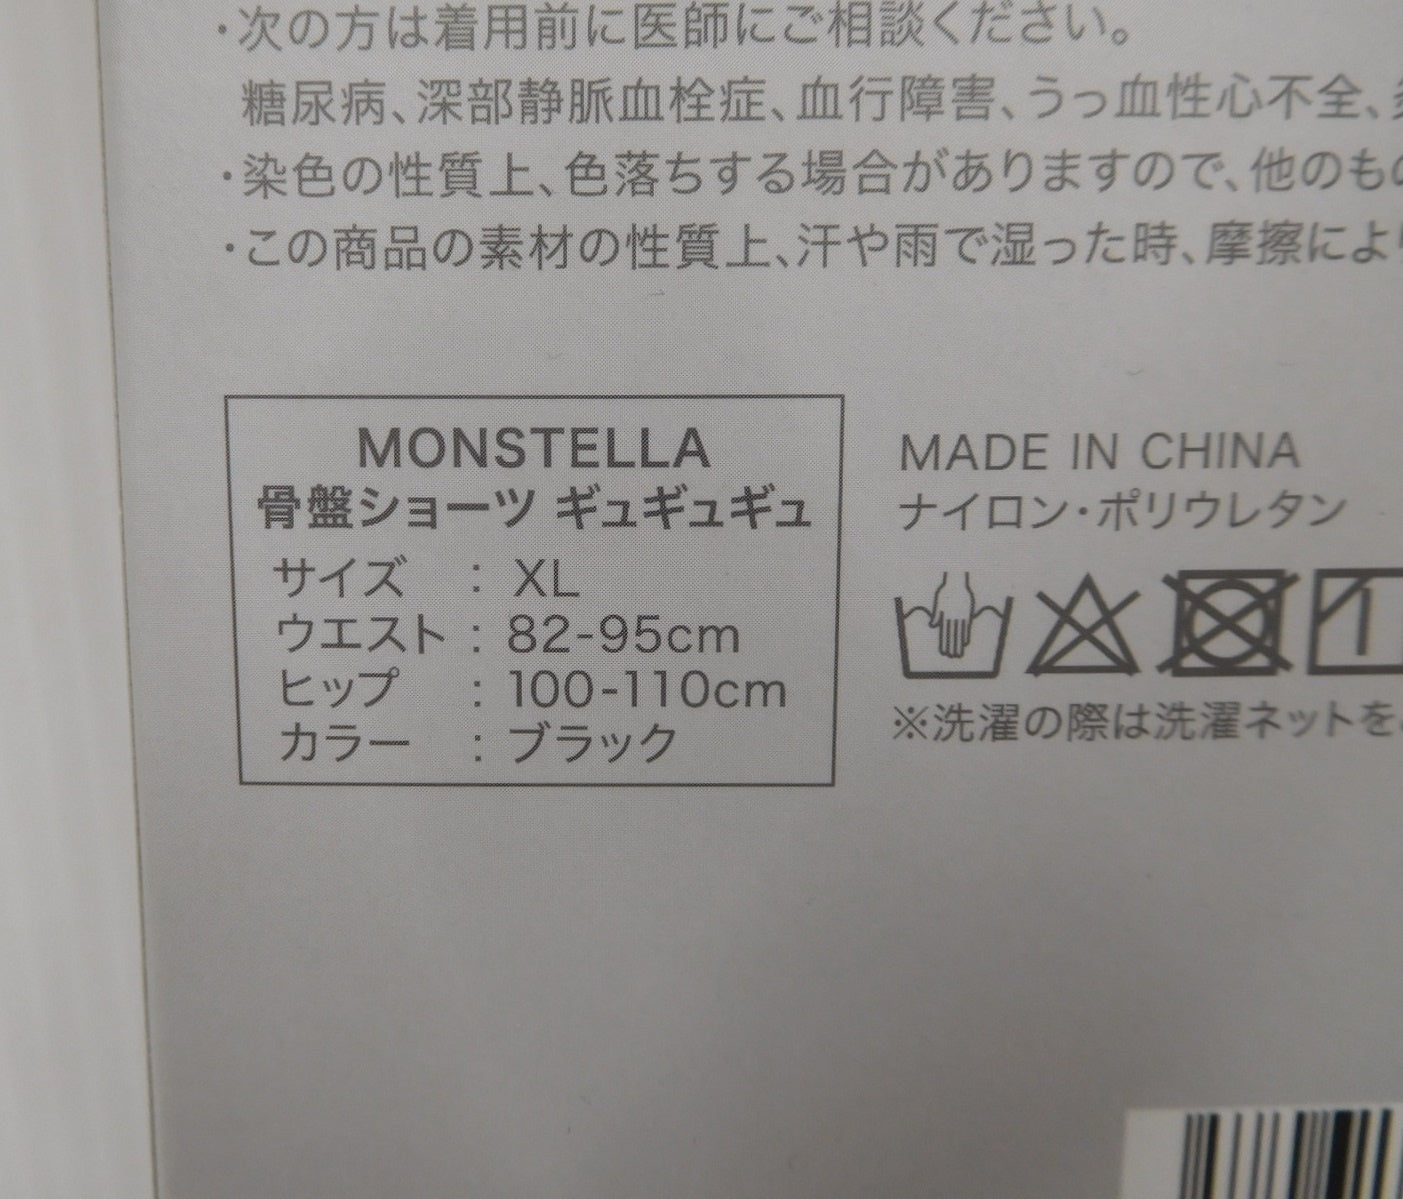 ・次の方は着用前に医師にご相談ください。
糖尿病、深部静脈血栓症、血行障害、うっ血性心不全、
・染色の性質上、色落ちする場合がありますので、他のもの
・この商品の素材の性質上、汗や雨で湿った時、摩擦により
MONSTELLA
骨盤ショーツ ギュギュギュ
サイズ : XL
ウエスト : 82-95cm
ヒップ : 100-110cm
カラー : ブラック
MADE IN CHINA
ナイロン・ポリウレタン
※洗濯の際は洗濯ネットを